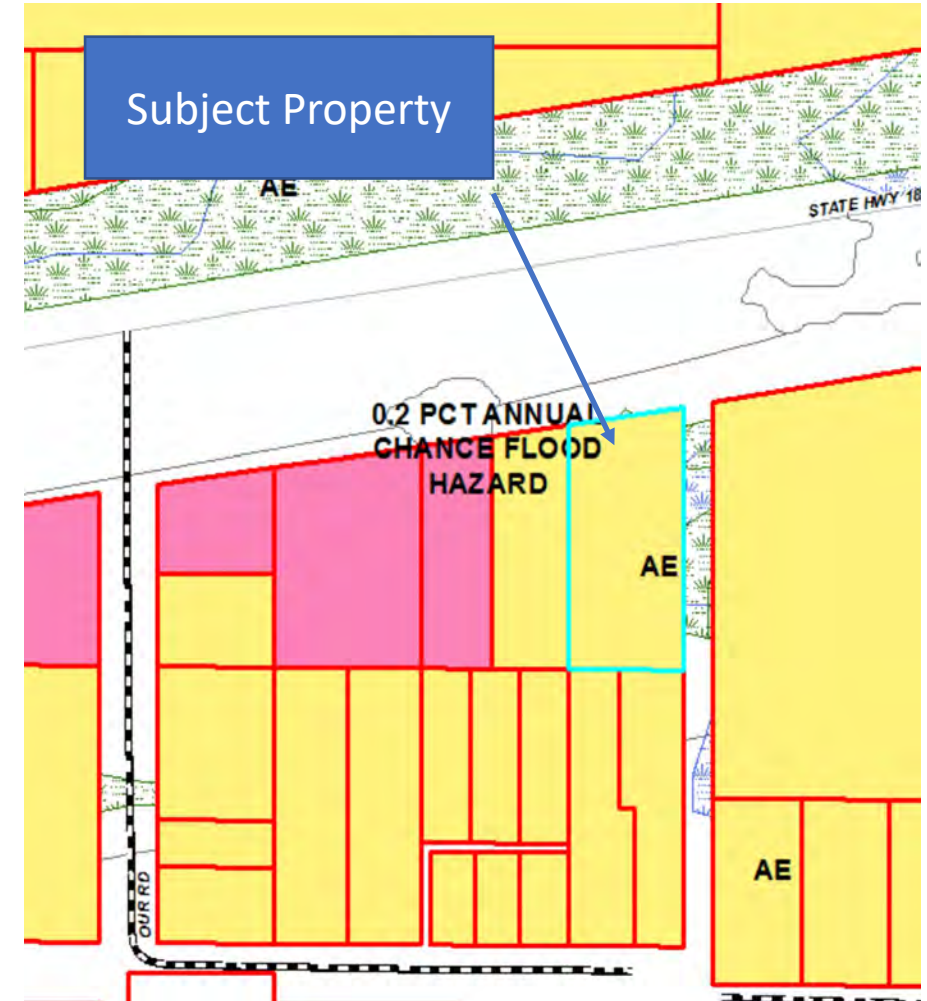 Subject Property
AE
STATE HWY 18
0.2 PCT ANNUAL
CHANCE FLOOD
HAZARD
AE
AE
OUR RD